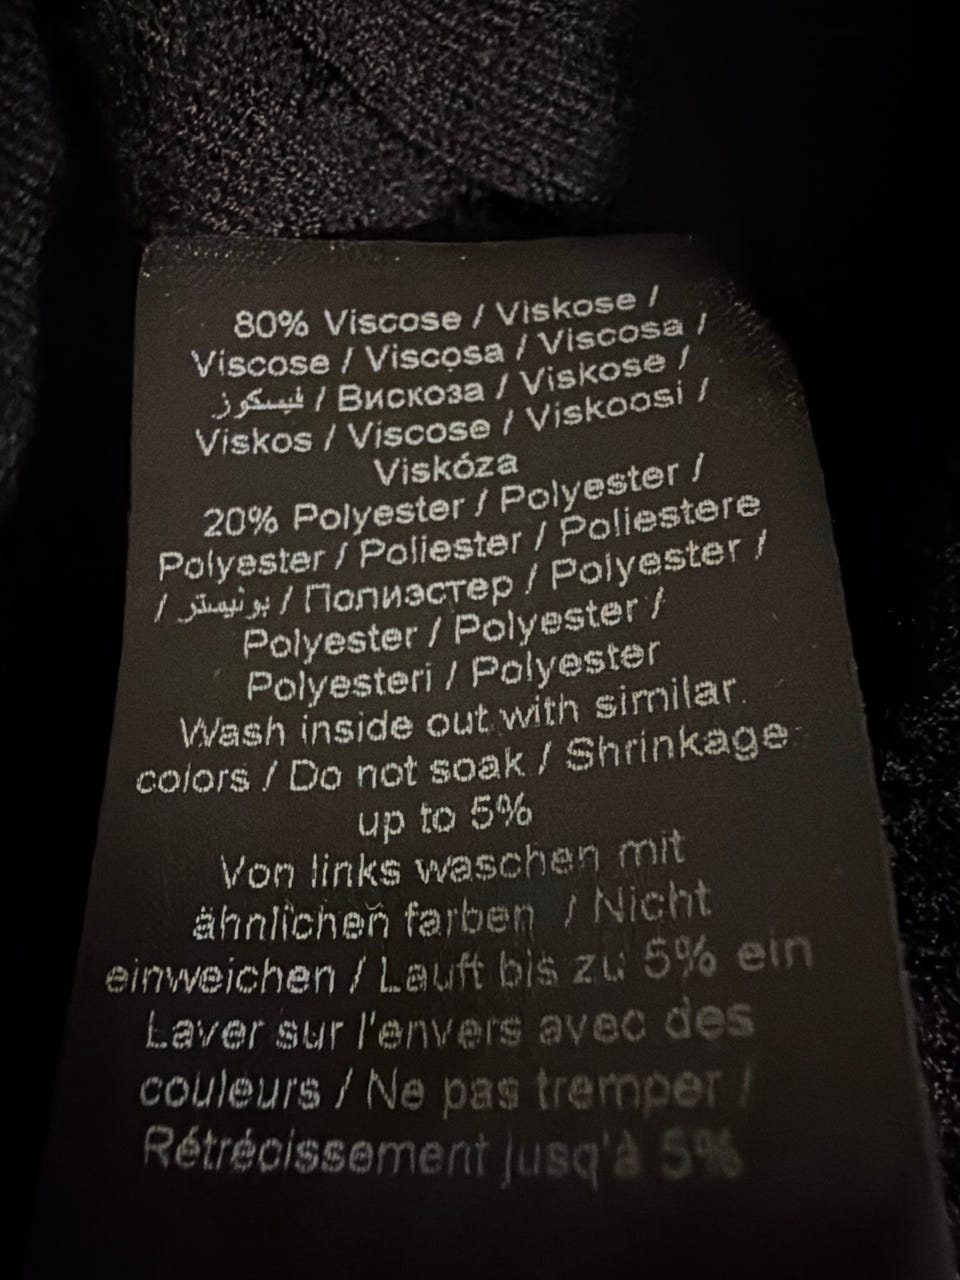 80% Viscose / Viskose /
Viscose / Viscosa / Viscosa /
فيسكوز / Вискоза / Viskose /
Viskos / Viscose / Viskoosi /
Viskóza
20% Polyester / Polyester /
Polyester / Poliester / Poliestere
/ بوليستر / Полиэстер / Polyester /
Polyester / Polyester /
Polyesteri / Polyester
Wash inside out with similar
colors / Do not soak / Shrinkage
up to 5%
Von links waschen mit
ähnlichen farben / Nicht
einweichen / Lauft bis zu 5% ein
Laver sur l'envers avec des
couleurs / Ne pas tremper /
Rétrécissement jusq'à 5%